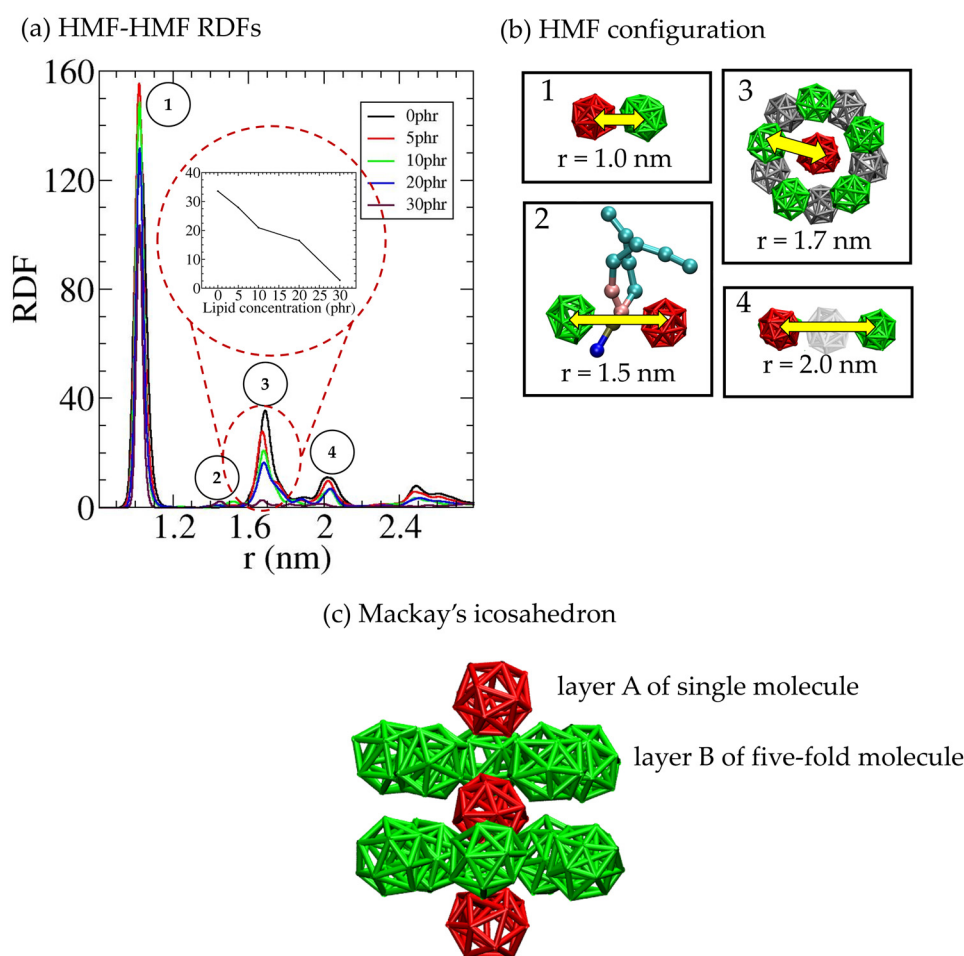 (a) HMF-HMF RDFs
160
120
80
40
0
RDF
1.2
1.6
2
2.4
r (nm)
1
2
3
4
0phr
5phr
10phr
20phr
30phr
40
30
20
10
0
0 5 10 15 20 25 30
Lipid concentration (phr)
(b) HMF configuration
1
r = 1.0 nm
2
r = 1.5 nm
3
r = 1.7 nm
4
r = 2.0 nm
(c) Mackay's icosahedron
layer A of single molecule
layer B of five-fold molecule